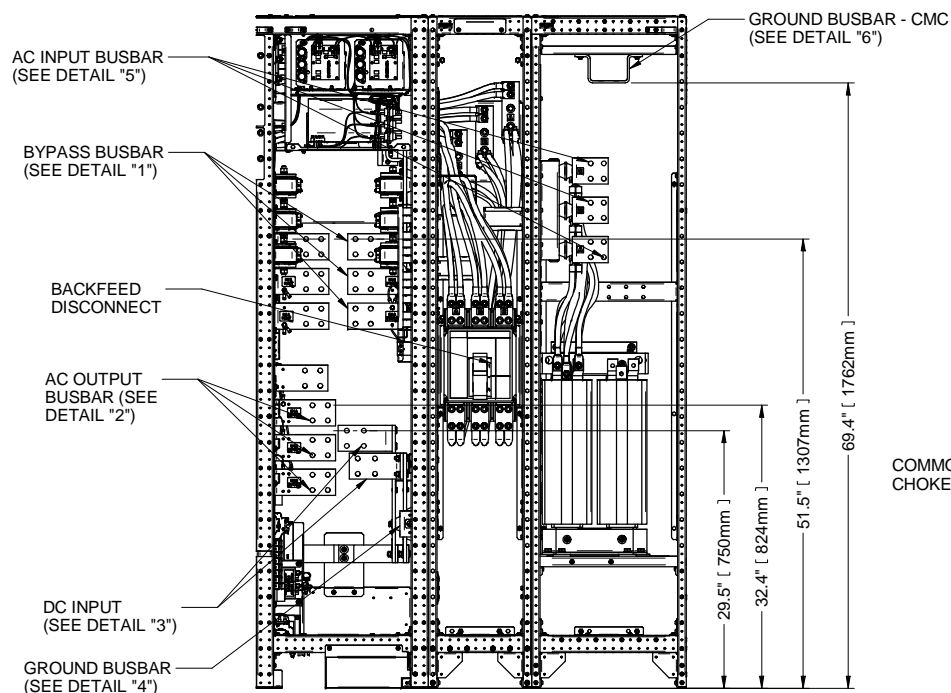 GROUND BUSBAR - CMC
(SEE DETAIL "6")
AC INPUT BUSBAR
(SEE DETAIL "5")
BYPASS BUSBAR
(SEE DETAIL "1")
BACKFEED
DISCONNECT
AC OUTPUT
BUSBAR (SEE
DETAIL "2")
DC INPUT
(SEE DETAIL "3")
GROUND BUSBAR
(SEE DETAIL "4")
29.5" [ 750mm ]
32.4" [ 824mm ]
51.5" [ 1307mm ]
69.4" [ 1762mm ]
COMMO
CHOKE